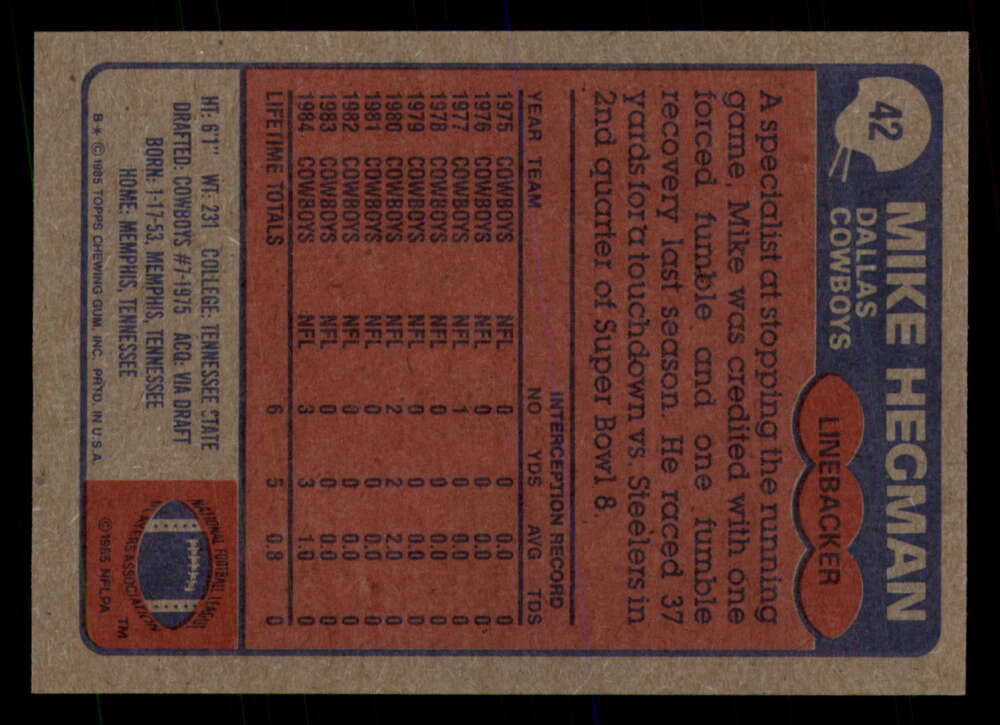 42
MIKE HEGMAN
DALLAS
COWBOYS
LINEBACKER
A specialist at stopping the running
game, Mike was credited with one
forced fumble and one fumble
recovery last season. He raced 37
yards for a touchdown vs. Steelers in
2nd quarter of Super Bowl 8.
INTERCEPTION RECORD
YEAR TEAM NO YDS AVG TDS
1975 COWBOYS NFL 0 0 0.0 0
1976 COWBOYS NFL 0 0 0.0 0
1977 COWBOYS NFL 1 0 0.0 0
1978 COWBOYS NFL 0 0 0.0 0
1979 COWBOYS NFL 0 0 0.0 0
1980 COWBOYS NFL 2 2 2.0 0
1981 COWBOYS NFL 0 0 0.0 0
1982 COWBOYS NFL 0 0 0.0 0
1983 COWBOYS NFL 0 0 0.0 0
1984 COWBOYS NFL 3 3 1.0 0
LIFETIME TOTALS 6 5 0.8 0
HT: 6'1" WT: 231 COLLEGE: TENNESSEE STATE
DRAFTED: COWBOYS #7-1975 ACQ: VIA DRAFT
BORN: 1-17-53, MEMPHIS, TENNESSEE
HOME: MEMPHIS, TENNESSEE
B* © 1985 TOPPS CHEWING GUM, INC. PRTD. IN U.S.A.
NATIONAL FOOTBALL LEAGUE
PLAYERS ASSOCIATION
TM
© 1985 NFLPA